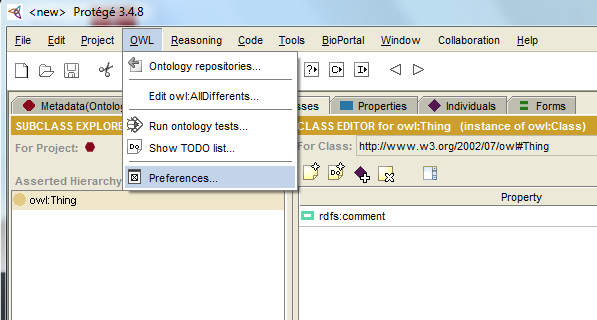 <new> Protégé 3.4.8
File Edit Project OWL Reasoning Code Tools BioPortal Window Collaboration Help
Ontology repositories...
Edit owl:AllDifferents...
Run ontology tests...
Show TODO list...
Preferences...
Metadata(Ontolog
Properties Individuals Forms
SUBCLASS EXPLORE
CLASS EDITOR for owl:Thing (instance of owl:Class)
For Project:
For Class: http://www.w3.org/2002/07/owl#Thing
Asserted Hierarchy
Property
owl:Thing
rdfs:comment